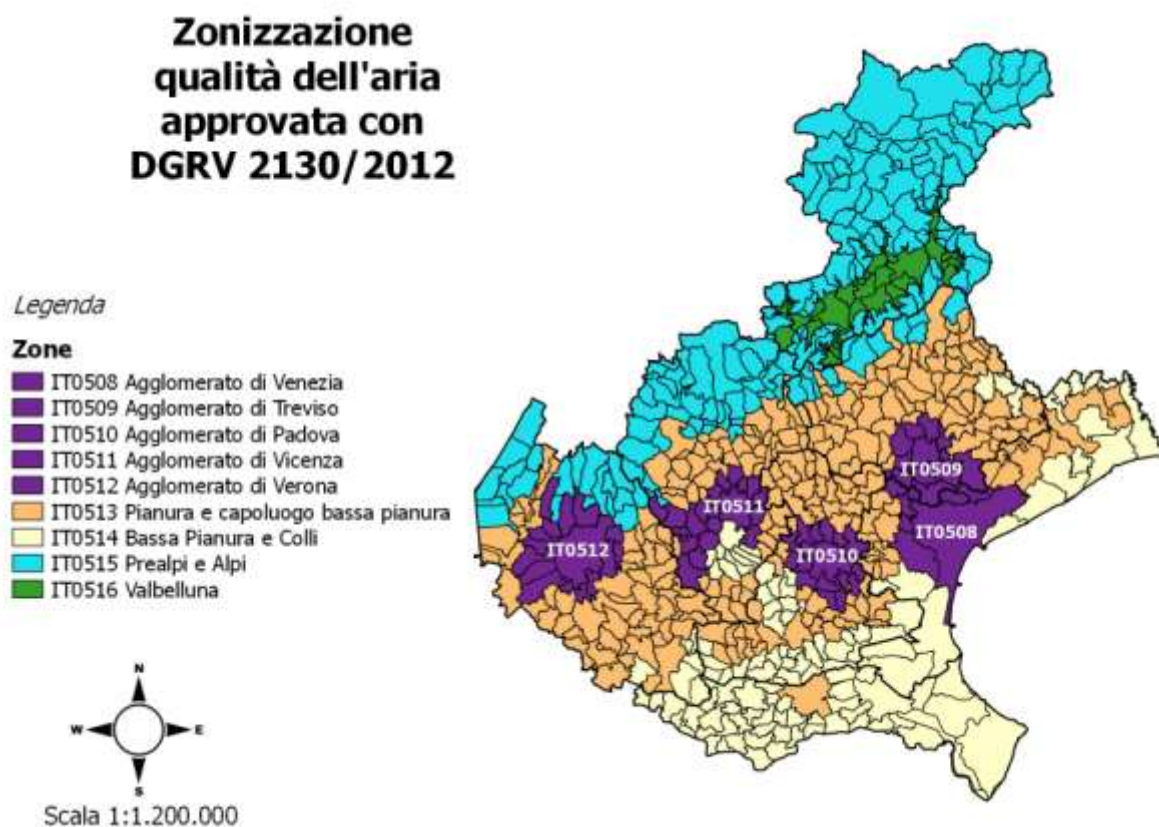 Zonizzazione
qualità dell'aria
approvata con
DGRV 2130/2012
Legenda
Zone
IT0508 Agglomerato di Venezia
IT0509 Agglomerato di Treviso
IT0510 Agglomerato di Padova
IT0511 Agglomerato di Vicenza
IT0512 Agglomerato di Verona
IT0513 Pianura e capoluogo bassa pianura
IT0514 Bassa Pianura e Colli
IT0515 Prealpi e Alpi
IT0516 Valbelluna
IT0509
IT0511
IT0508
IT0512
IT0510
N
W E
S
Scala 1:1.200.000